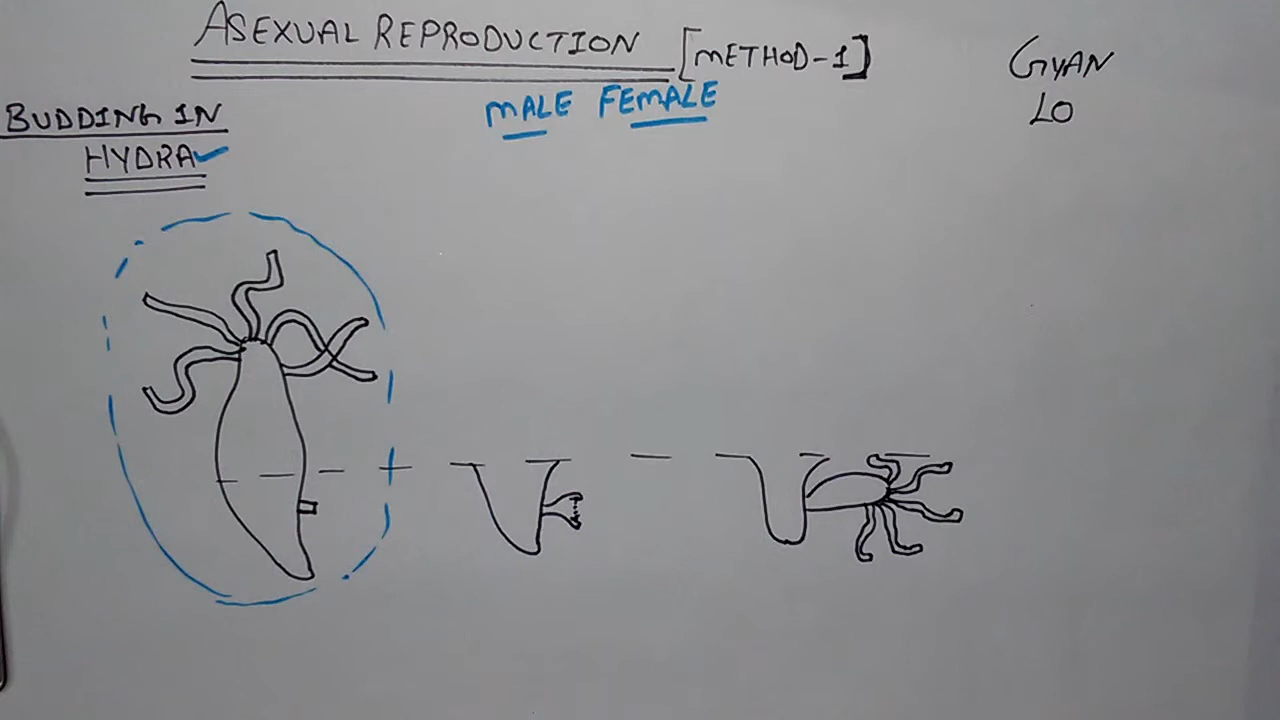 ASEXUAL REPRODUCTION [METHOD-1]
GYAN
LO
MALE FEMALE
BUDDING IN
HYDRA